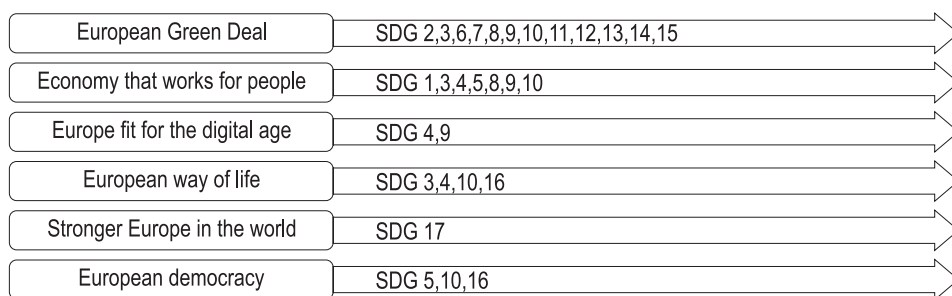 European Green Deal SDG 2,3,6,7,8,9,10,11,12,13,14,15
Economy that works for people SDG 1,3,4,5,8,9,10
Europe fit for the digital age SDG 4,9
European way of life SDG 3,4,10,16
Stronger Europe in the world SDG 17
European democracy SDG 5,10,16